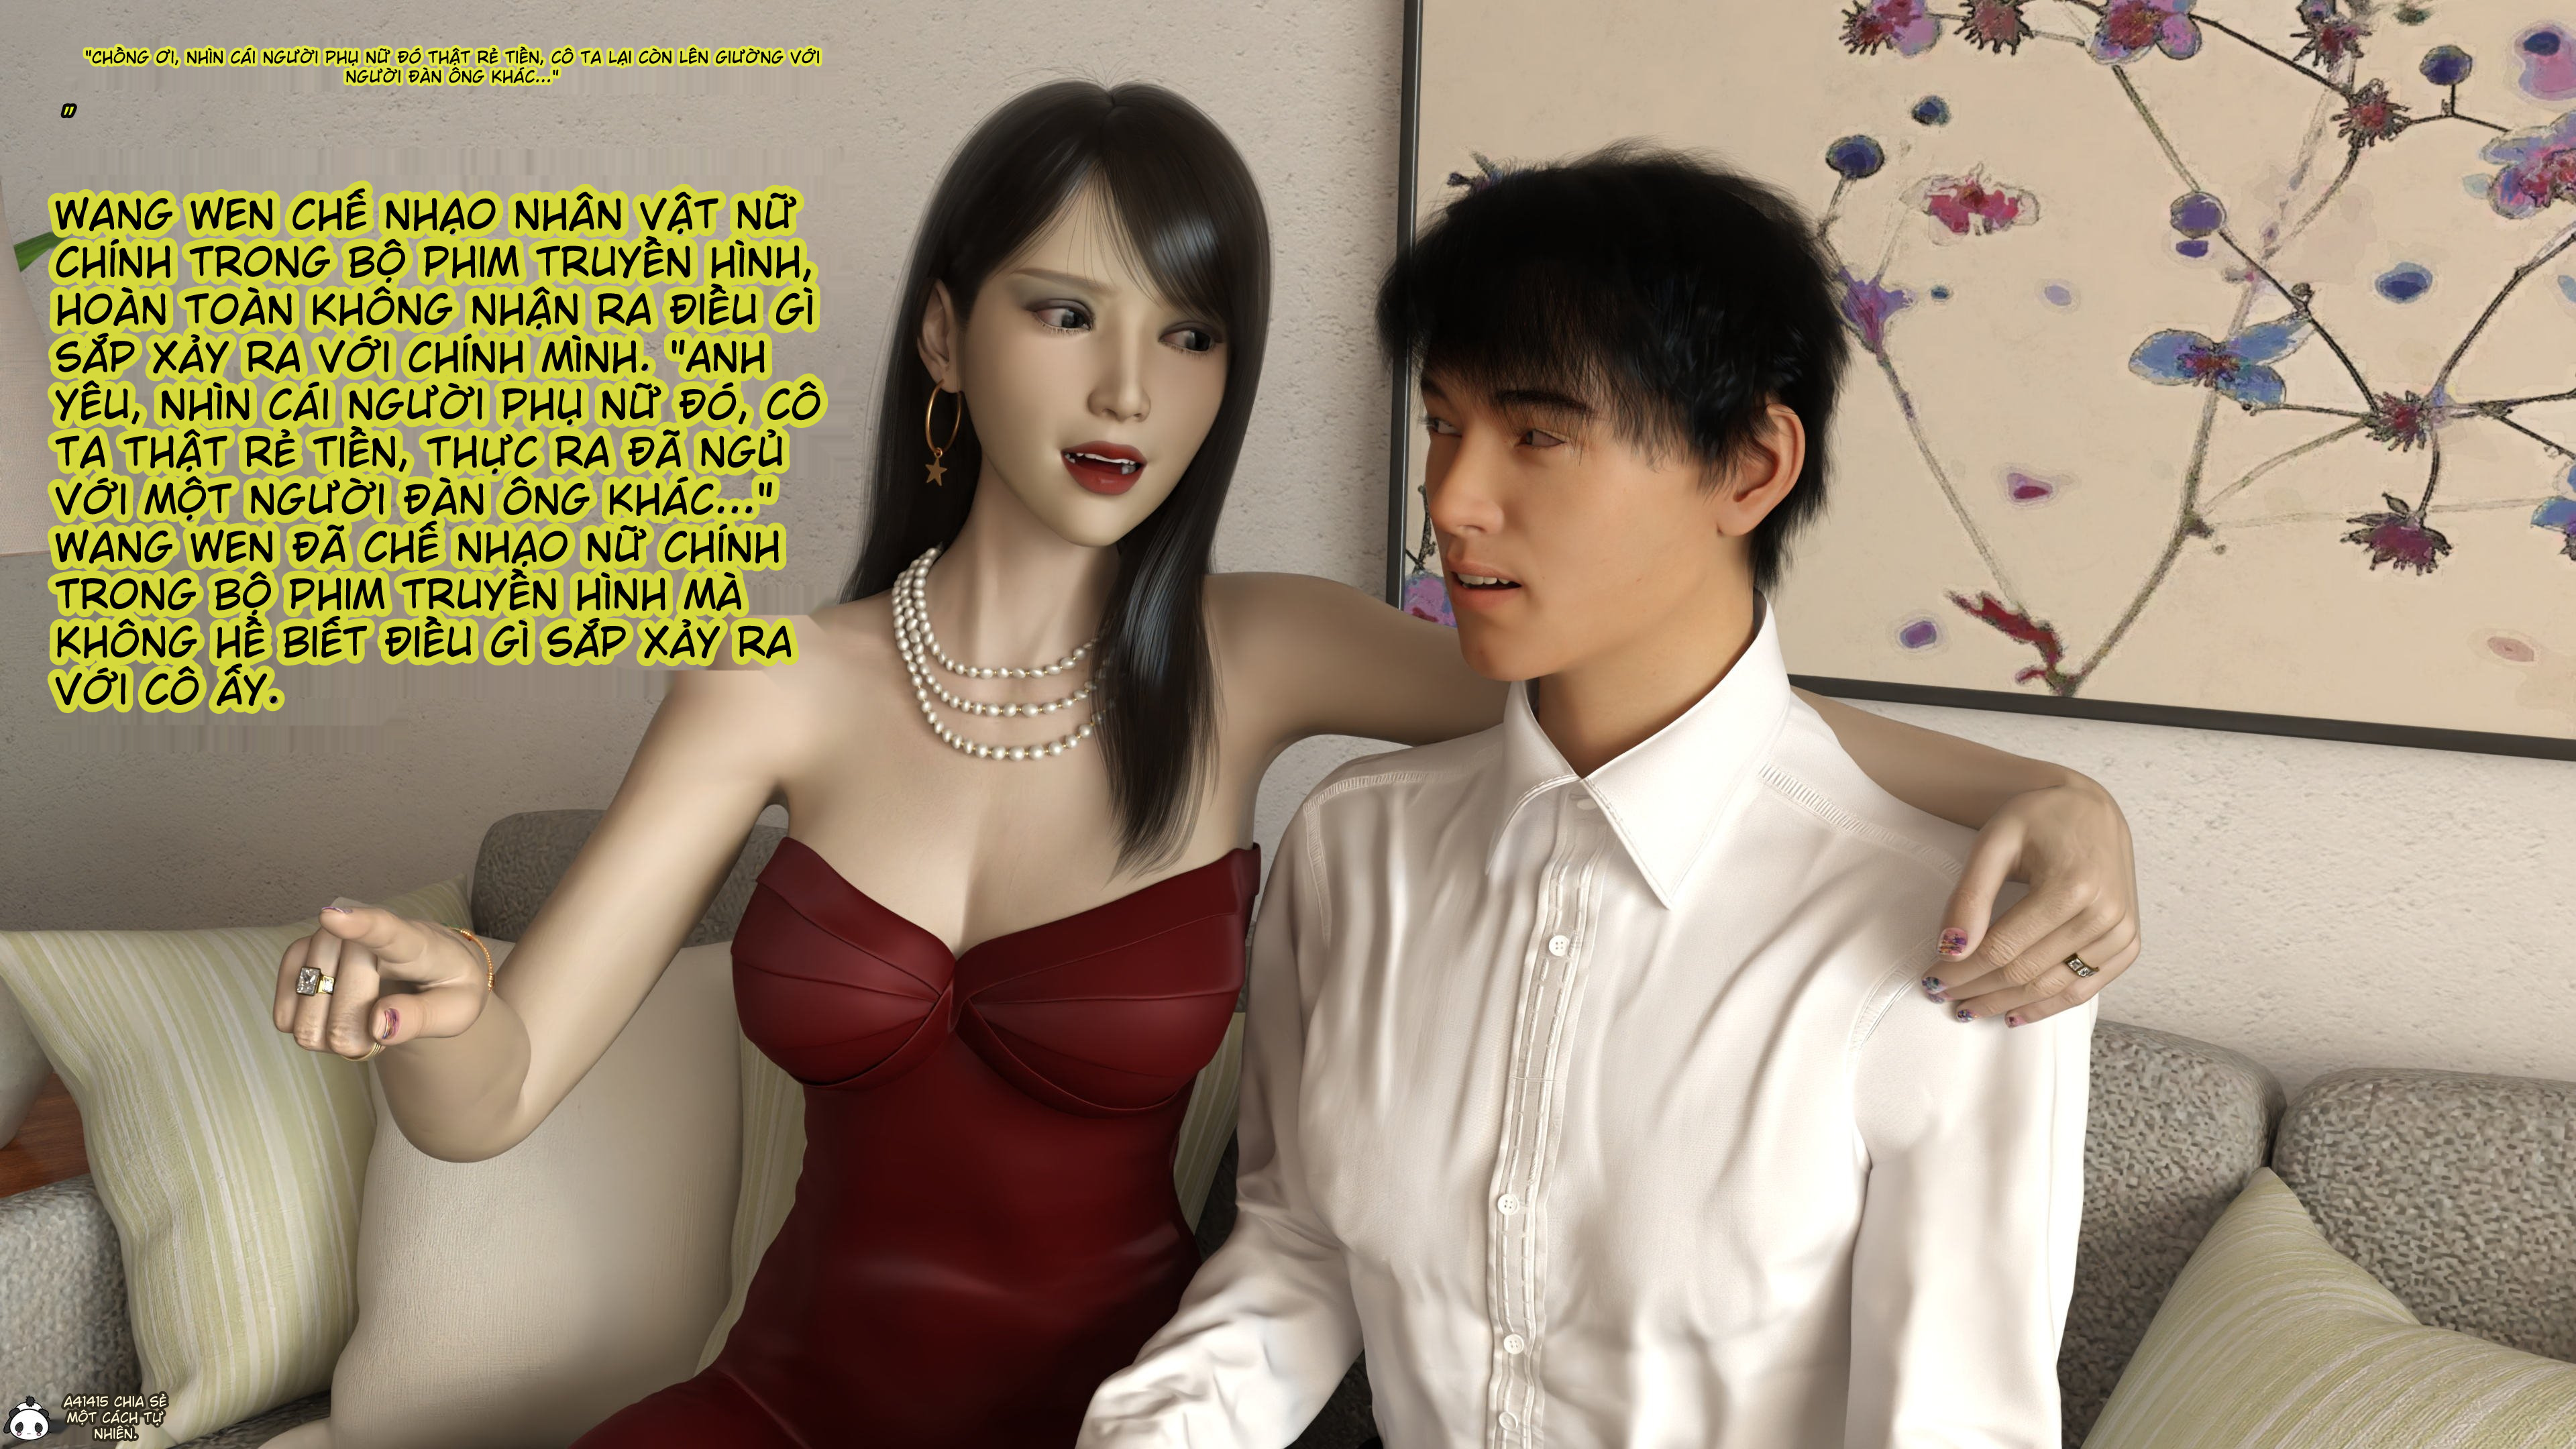 "CHỒNG ƠI, NHÌN CÁI NGƯỜI PHỤ NỮ ĐÓ THẬT RẺ TIỀN, CÔ TA LẠI CÒN LÊN GIƯỜNG VỚI
NGƯỜI ĐÀN ÔNG KHÁC..."
"
WANG WEN CHẾ NHẠO NHÂN VẬT NỮ
CHÍNH TRONG BỘ PHIM TRUYỀN HÌNH,
HOÀN TOÀN KHÔNG NHẬN RA ĐIỀU GÌ
SẮP XẢY RA VỚI CHÍNH MÌNH. "ANH
YÊU, NHÌN CÁI NGƯỜI PHỤ NỮ ĐÓ, CÔ
TA THẬT RẺ TIỀN, THỰC RA ĐÃ NGỦ
VỚI MỘT NGƯỜI ĐÀN ÔNG KHÁC..."
WANG WEN ĐÃ CHẾ NHẠO NỮ CHÍNH
TRONG BỘ PHIM TRUYỀN HÌNH MÀ
KHÔNG HỀ BIẾT ĐIỀU GÌ SẮP XẢY RA
VỚI CÔ ẤY.
A41415 CHIA SẺ
MỘT CÁCH TỰ
NHIÊN.